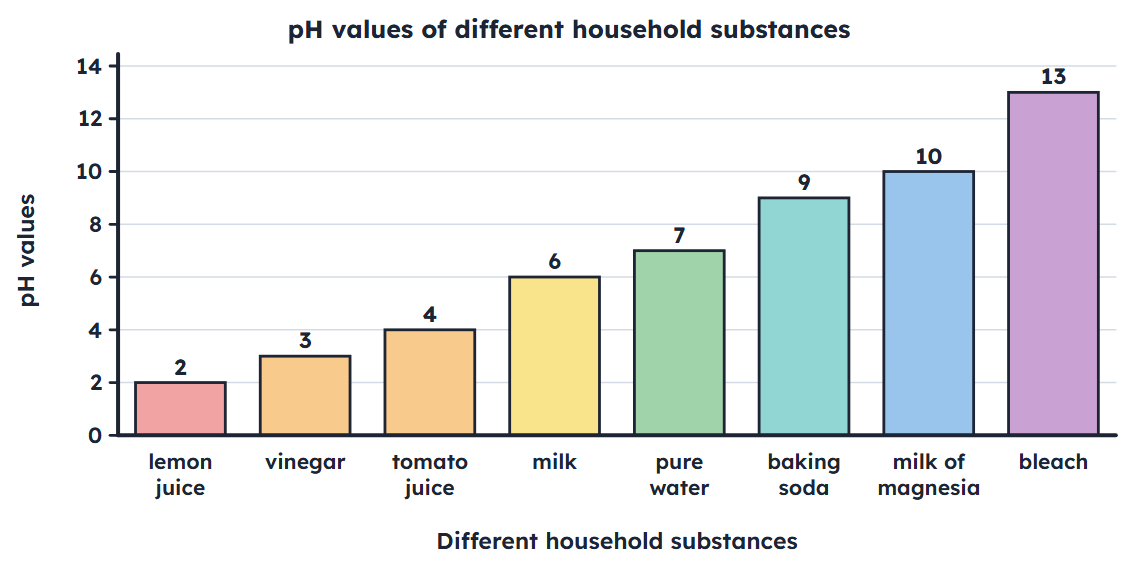 pH values of different household substances
pH values
14
12
10
8
6
4
2
0
2
3
4
6
7
9
10
13
lemon juice
vinegar
tomato juice
milk
pure water
baking soda
milk of magnesia
bleach
Different household substances